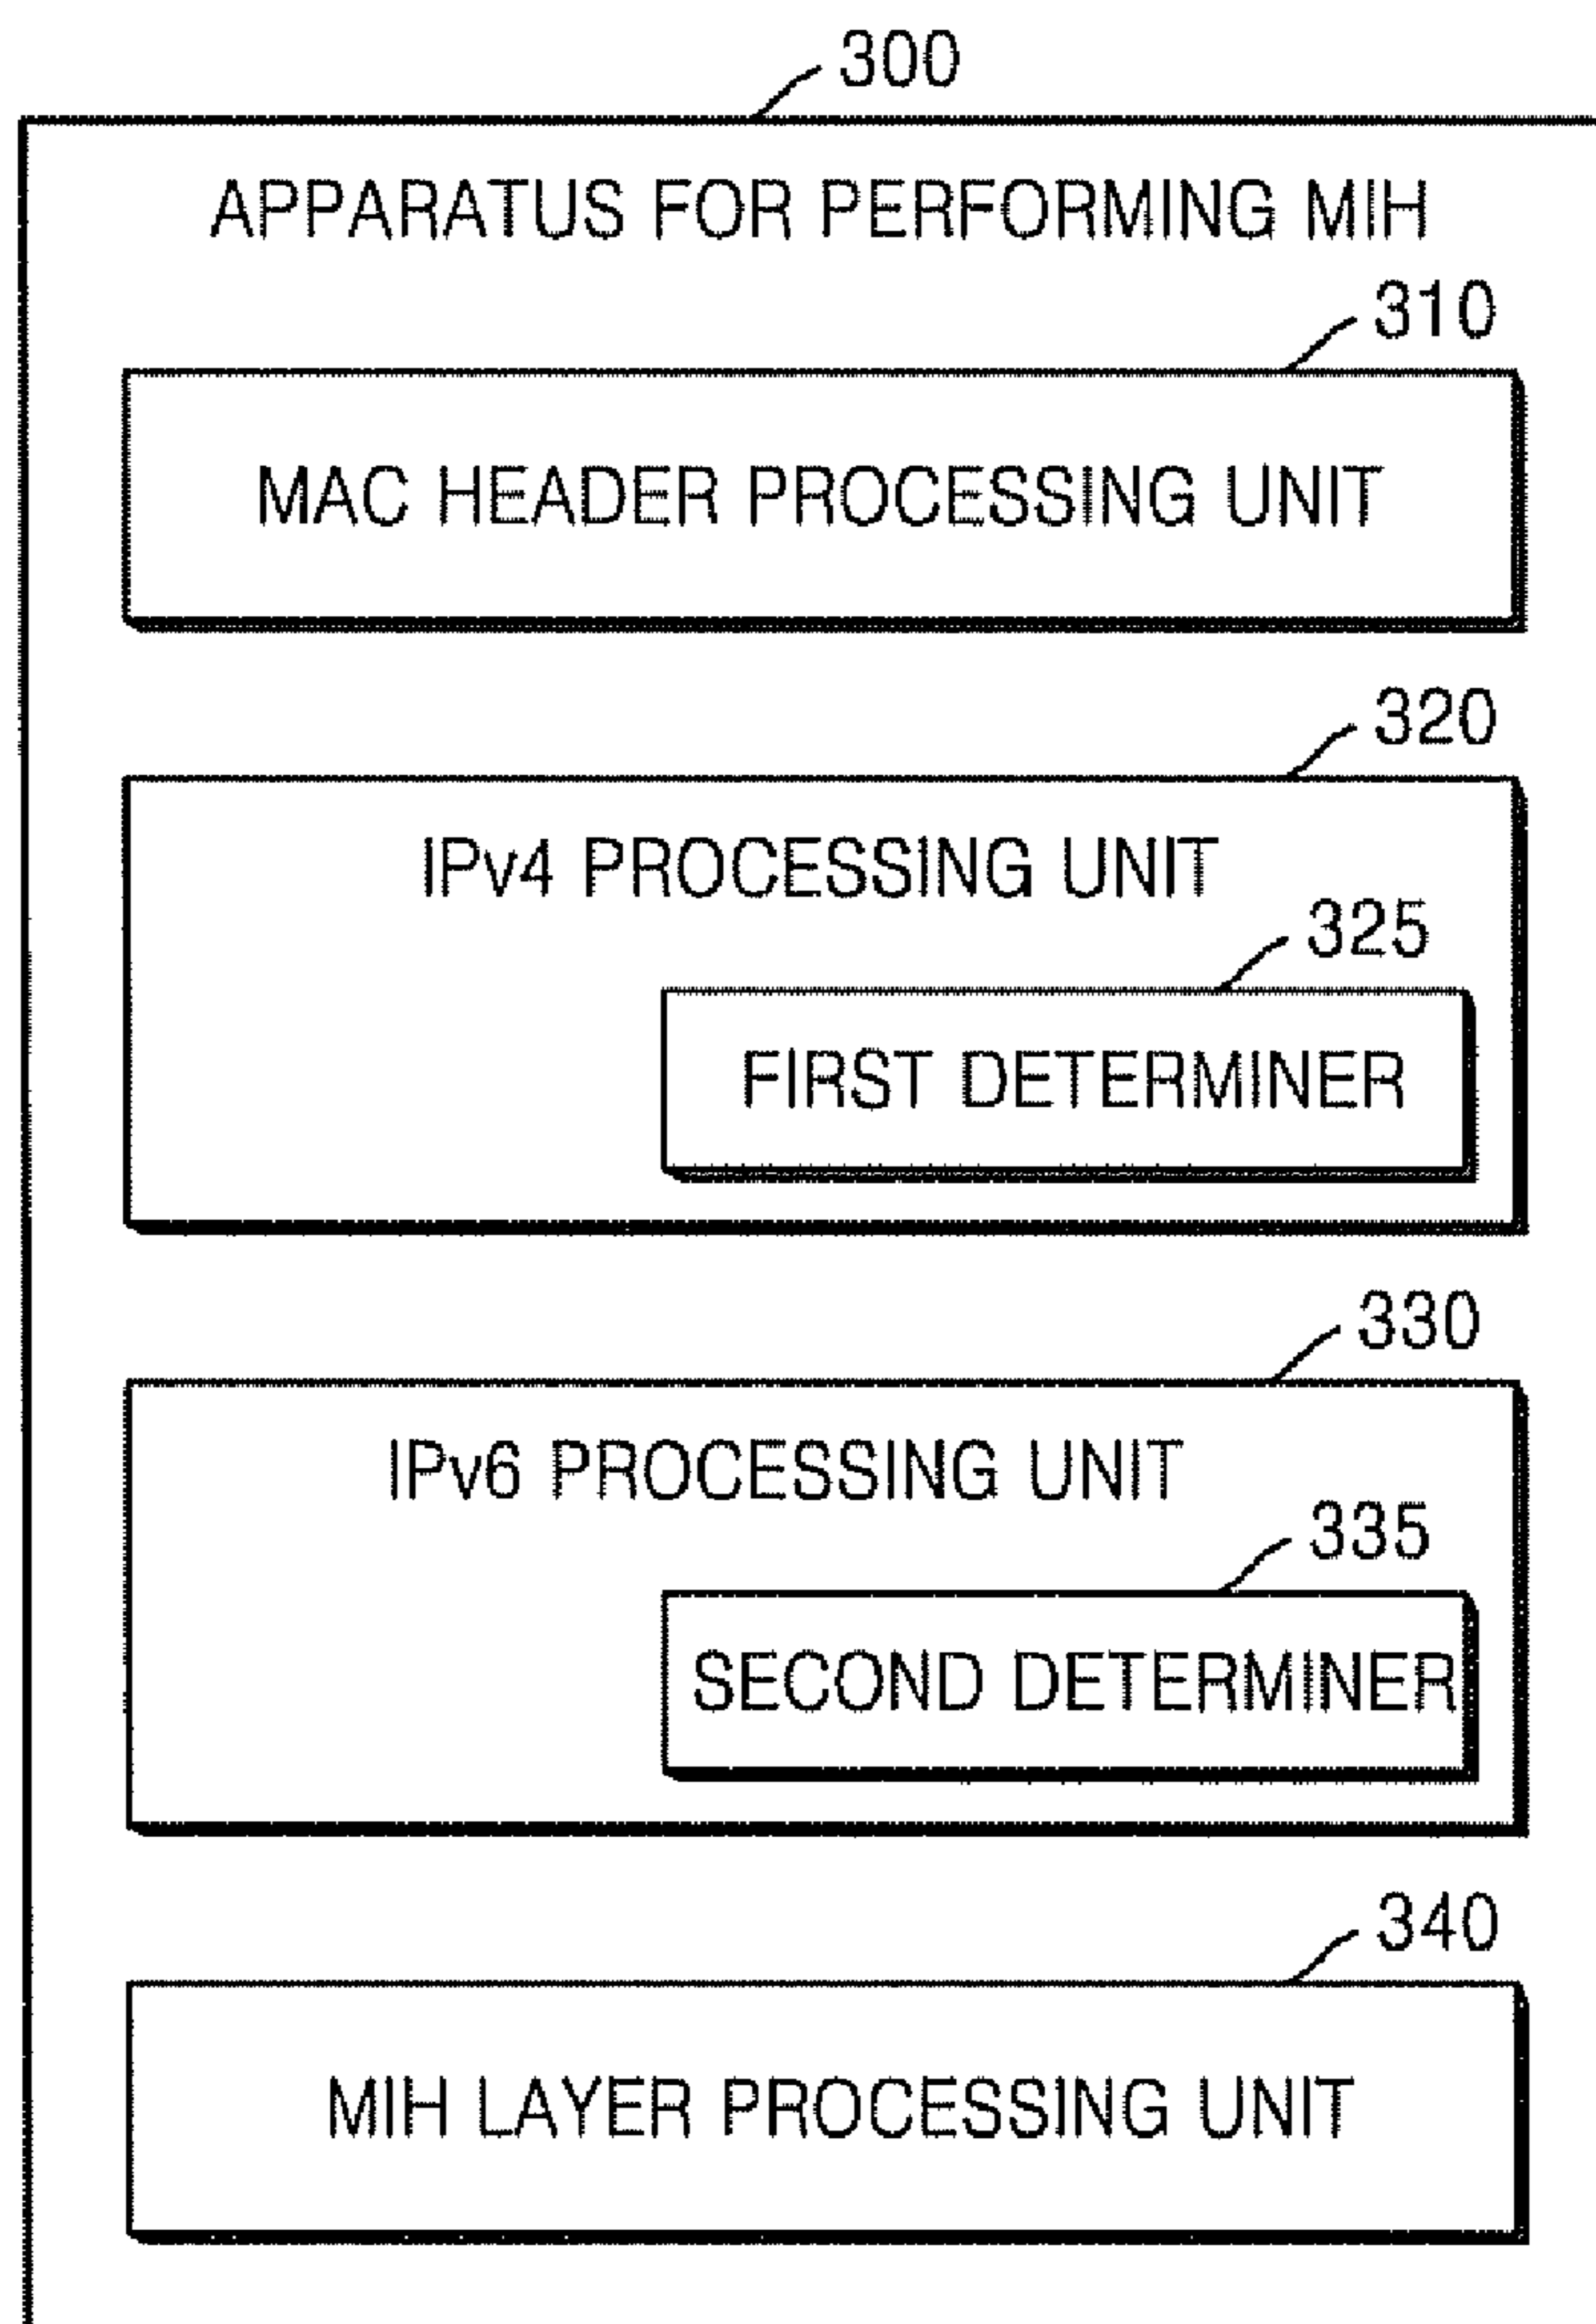 300
APPARATUS FOR PERFORMING MIH
310
MAC HEADER PROCESSING UNIT
320
IPv4 PROCESSING UNIT
325
FIRST DETERMINER
330
IPv6 PROCESSING UNIT
335
SECOND DETERMINER
340
MIH LAYER PROCESSING UNIT